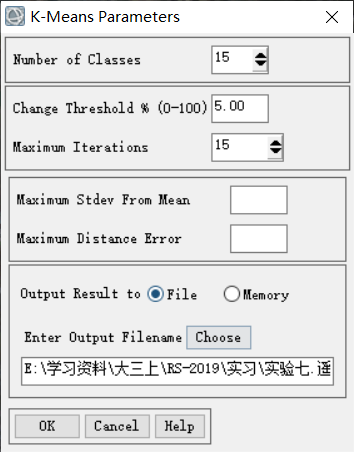 K-Means Parameters
Number of Classes 15
Change Threshold % (0-100) 5.00
Maximum Iterations 15
Maximum Stdev From Mean
Maximum Distance Error
Output Result to File Memory
Enter Output Filename Choose
E:\学习资料\大三上\RS-2019\实习\实验七.
OK Cancel Help